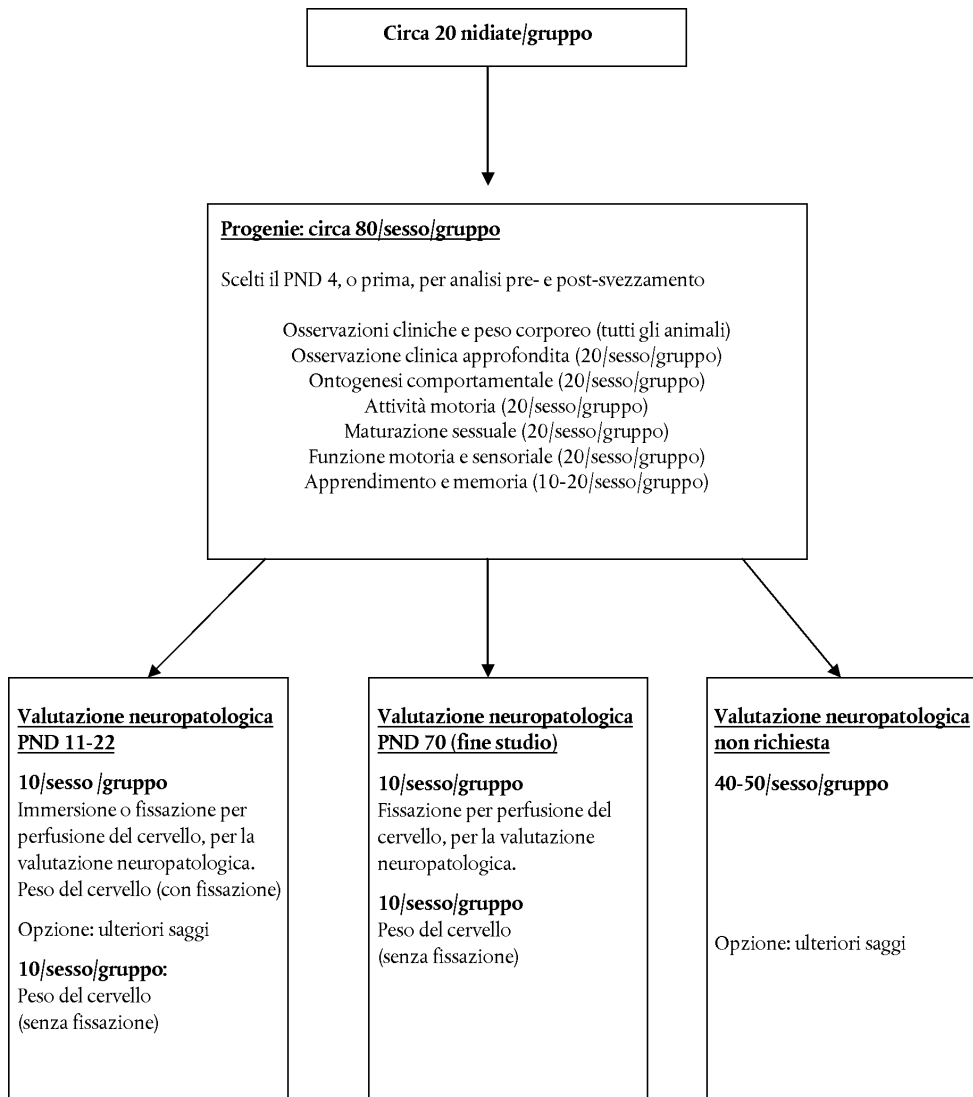 Circa 20 nidiate/gruppo
Progenie: circa 80/sesso/gruppo
Scelti il PND 4, o prima, per analisi pre- e post-svezzamento
Osservazioni cliniche e peso corporeo (tutti gli animali)
Osservazione clinica approfondita (20/sesso/gruppo)
Ontogenesi comportamentale (20/sesso/gruppo)
Attività motoria (20/sesso/gruppo)
Maturazione sessuale (20/sesso/gruppo)
Funzione motoria e sensoriale (20/sesso/gruppo)
Apprendimento e memoria (10-20/sesso/gruppo)
Valutazione neuropatologica
PND 11-22
10/sesso /gruppo
Immersione o fissazione per
perfusione del cervello, per la
valutazione neuropatologica.
Peso del cervello (con fissazione)
Opzione: ulteriori saggi
10/sesso/gruppo:
Peso del cervello
(senza fissazione)
Valutazione neuropatologica
PND 70 (fine studio)
10/sesso/gruppo
Fissazione per perfusione del
cervello, per la valutazione
neuropatologica.
10/sesso/gruppo
Peso del cervello
(senza fissazione)
Valutazione neuropatologica
non richiesta
40-50/sesso/gruppo
Opzione: ulteriori saggi